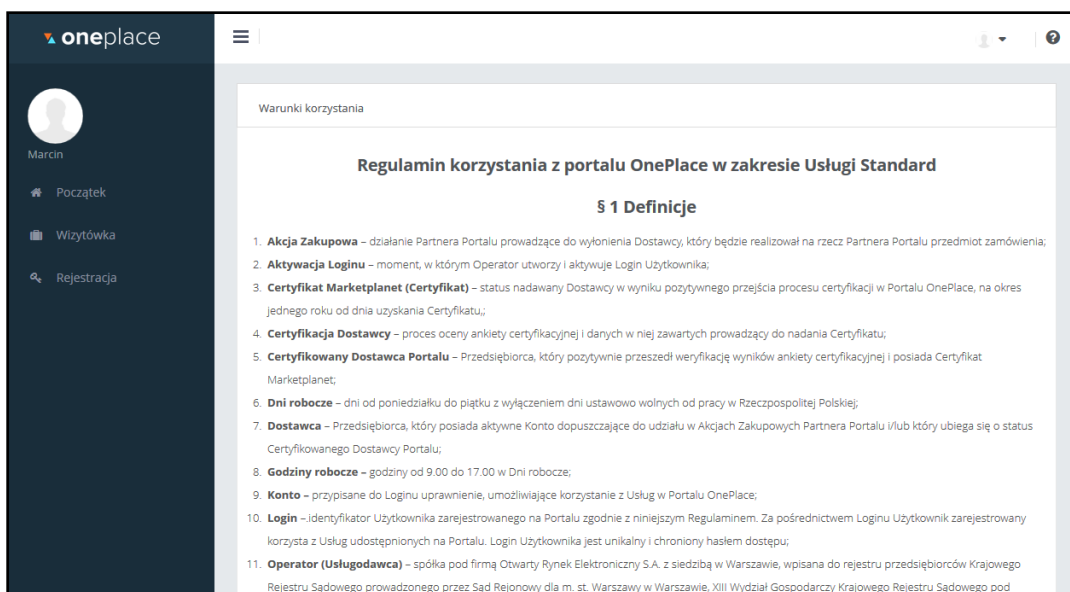 oneplace
Marcin
Początek
Wizytówka
Rejestracja
Warunki korzystania
Regulamin korzystania z portalu OnePlace w zakresie Usługi Standard
§ 1 Definicje
1. Akcja Zakupowa – działanie Partnera Portalu prowadzące do wyłonienia Dostawcy, który będzie realizował na rzecz Partnera Portalu przedmiot zamówienia;
2. Aktywacja Loginu – moment, w którym Operator utworzy i aktywuje Login Użytkownika;
3. Certyfikat Marketplanet (Certyfikat) – status nadawany Dostawcy w wyniku pozytywnego przejścia procesu certyfikacji w Portalu OnePlace, na okres
jednego roku od dnia uzyskania Certyfikatu,;
4. Certyfikacja Dostawcy – proces oceny ankiety certyfikacyjnej i danych w niej zawartych prowadzący do nadania Certyfikatu;
5. Certyfikowany Dostawca Portalu – Przedsiębiorca, który pozytywnie przeszedł weryfikację wyników ankiety certyfikacyjnej i posiada Certyfikat
Marketplanet;
6. Dni robocze – dni od poniedziałku do piątku z wyłączeniem dni ustawowo wolnych od pracy w Rzeczpospolitej Polskiej;
7. Dostawca – Przedsiębiorca, który posiada aktywne Konto dopuszczające do udziału w Akcjach Zakupowych Partnera Portalu i/lub który ubiega się o status
Certyfikowanego Dostawcy Portalu;
8. Godziny robocze – godziny od 9.00 do 17.00 w Dni robocze;
9. Konto – przypisane do Loginu uprawnienie, umożliwiające korzystanie z Usług w Portalu OnePlace;
10. Login – .identyfikator Użytkownika zarejestrowanego na Portalu zgodnie z niniejszym Regulaminem. Za pośrednictwem Loginu Użytkownik zarejestrowany
korzysta z Usług udostępnionych na Portalu. Login Użytkownika jest unikalny i chroniony hasłem dostępu;
11. Operator (Usługodawca) – spółka pod firmą Otwarty Rynek Elektroniczny S.A. z siedzibą w Warszawie, wpisana do rejestru przedsiębiorców Krajowego
Rejestru Sądowego prowadzonego przez Sąd Rejonowy dla m. st. Warszawy w Warszawie, XIII Wydział Gospodarczy Krajowego Rejestru Sądowego pod